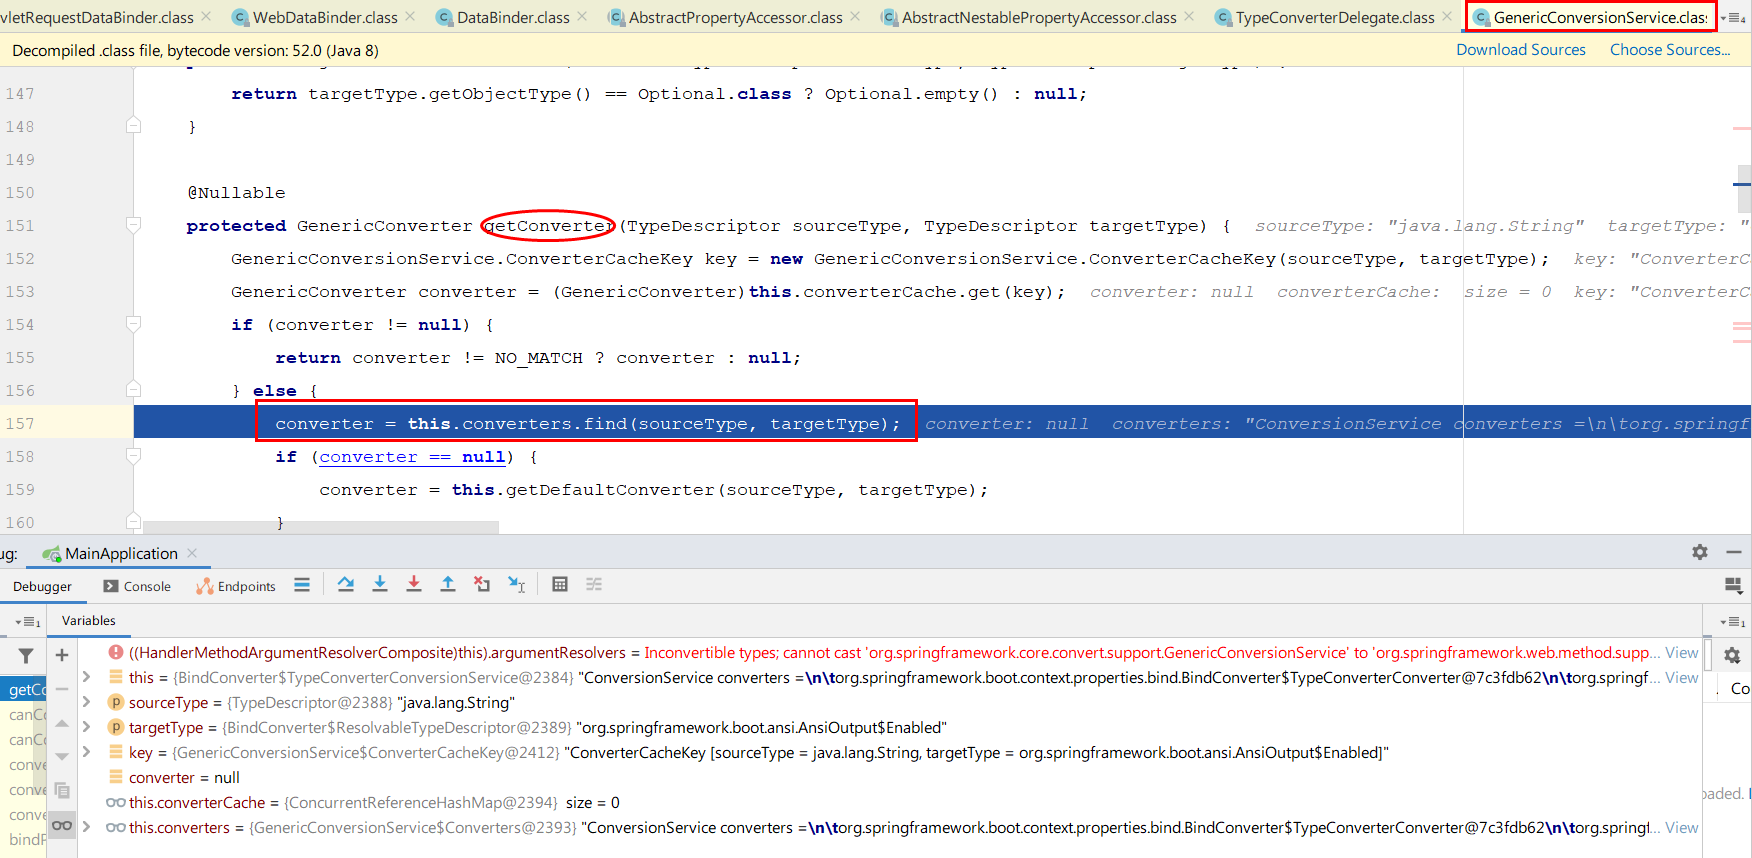 vletRequestDataBinder.class WebDataBinder.class DataBinder.class AbstractPropertyAccessor.class AbstractNestablePropertyAccessor.class TypeConverterDelegate.class GenericConversionService.class
Decompiled .class file, bytecode version: 52.0 (Java 8) Download Sources Choose Sources...
147 return targetType.getObjectType() == Optional.class ? Optional.empty() : null;
148 }
149
150 @Nullable
151 protected GenericConverter getConverter(TypeDescriptor sourceType, TypeDescriptor targetType) { sourceType: "java.lang.String" targetType: "
152 GenericConversionService.ConverterCacheKey key = new GenericConversionService.ConverterCacheKey(sourceType, targetType); key: "ConverterC
153 GenericConverter converter = (GenericConverter)this.converterCache.get(key); converter: null converterCache: size = 0 key: "ConverterC
154 if (converter != null) {
155 return converter != NO_MATCH ? converter : null;
156 } else {
157 converter = this.converters.find(sourceType, targetType); converter: null converters: "ConversionService converters =\n\torg.springf
158 if (converter == null) {
159 converter = this.getDefaultConverter(sourceType, targetType);
160 }
ug: MainApplication
Debugger Console Endpoints
Variables
((HandlerMethodArgumentResolverComposite)this).argumentResolvers = Inconvertible types; cannot cast 'org.springframework.core.convert.support.GenericConversionService' to 'org.springframework.web.method.supp... View
this = {BindConverter$TypeConverterConversionService@2384} "ConversionService converters =\n\torg.springframework.boot.context.properties.bind.BindConverter$TypeConverterConverter@7c3fdb62\n\torg.springf... View
getCo sourceType = {TypeDescriptor@2388} "java.lang.String" Co
canCo targetType = {BindConverter$ResolvableTypeDescriptor@2389} "org.springframework.boot.ansi.AnsiOutput$Enabled"
canCo key = {GenericConversionService$ConverterCacheKey@2412} "ConverterCacheKey [sourceType = java.lang.String, targetType = org.springframework.boot.ansi.AnsiOutput$Enabled]"
conve converter = null
conve this.converterCache = {ConcurrentReferenceHashMap@2394} size = 0 oaded.
conve this.converters = {GenericConversionService$Converters@2393} "ConversionService converters =\n\torg.springframework.boot.context.properties.bind.BindConverter$TypeConverterConverter@7c3fdb62\n\torg.springf... View
bindF